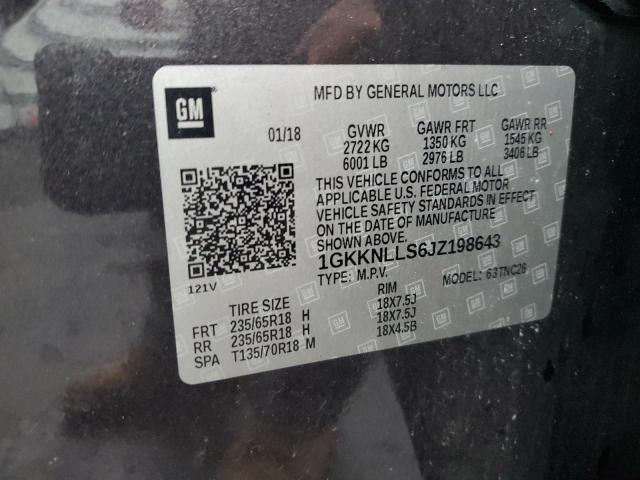 GM
MFD BY GENERAL MOTORS LLC
01/18 GVWR GAWR FRT GAWR RR
2722 KG 1350 KG 1545 KG
6001 LB 2976 LB 3406 LB
THIS VEHICLE CONFORMS TO ALL
APPLICABLE U.S. FEDERAL MOTOR
VEHICLE SAFETY STANDARDS IN EFFECT
ON THE DATE OF MANUFACTURE
SHOWN ABOVE.
1GKKNLLS6JZ198643
TYPE: M.P.V. MODEL: 63TNC26
121V
TIRE SIZE RIM
FRT 235/65R18 H 18X7.5J
RR 235/65R18 H 18X7.5J
SPA T135/70R18 M 18X4.5B